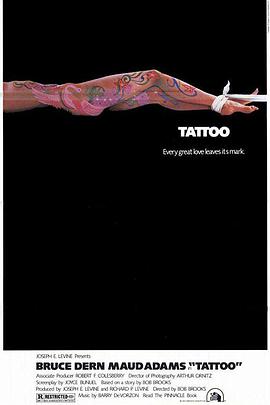 TATTOO
Every great love leaves its mark.
JOSEPH E. LEVINE Presents
BRUCE DERN MAUD ADAMS in "TATTOO"
Associate Producer ROBERT F. COLESBERRY Director of Photography ARTHUR ORNITZ
Screenplay by JOYCE BUNUEL Based on a story by BOB BROOKS
Produced by JOSEPH E. LEVINE and RICHARD P. LEVINE Directed by BOB BROOKS
Music by BARRY DeVORZON Read The PINNACLE Book
R RESTRICTED